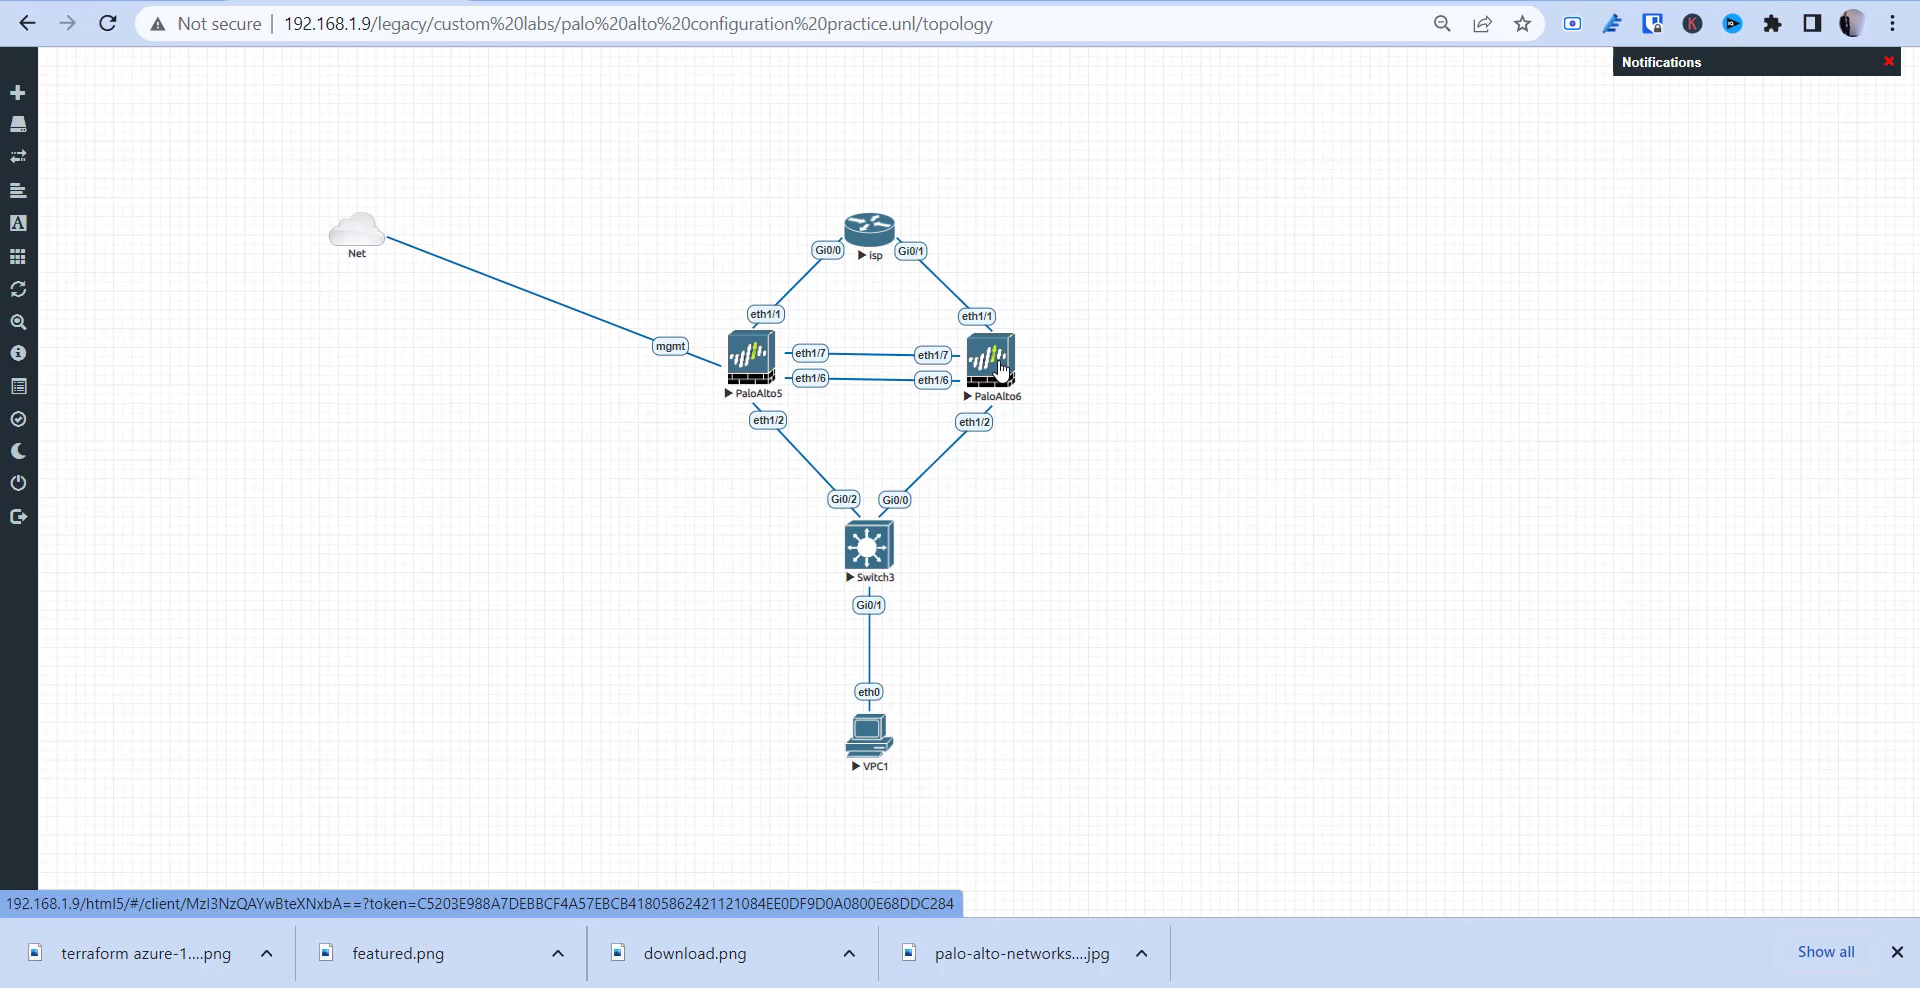 Not secure
192.168.1.9/legacy/custom%20labs/palo%20alto%20configuration%20practice.unl/topology
Notifications
Net
isp
Gi0/0
Gi0/1
eth1/1
eth1/1
mgmt
eth1/7
eth1/7
eth1/6
eth1/6
PaloAlto5
PaloAlto6
eth1/2
eth1/2
Gi0/2
Gi0/0
Switch3
Gi0/1
eth0
VPC1
192.168.1.9/html5/#/client/MzI3NzQAYwBteXNxbA==?token=C5203E988A7DEBBCF4A57EBCB41805862421121084EE0DF9D0A0800E68DDC284
terraform azure-1....png
featured.png
download.png
palo-alto-networks....jpg
Show all